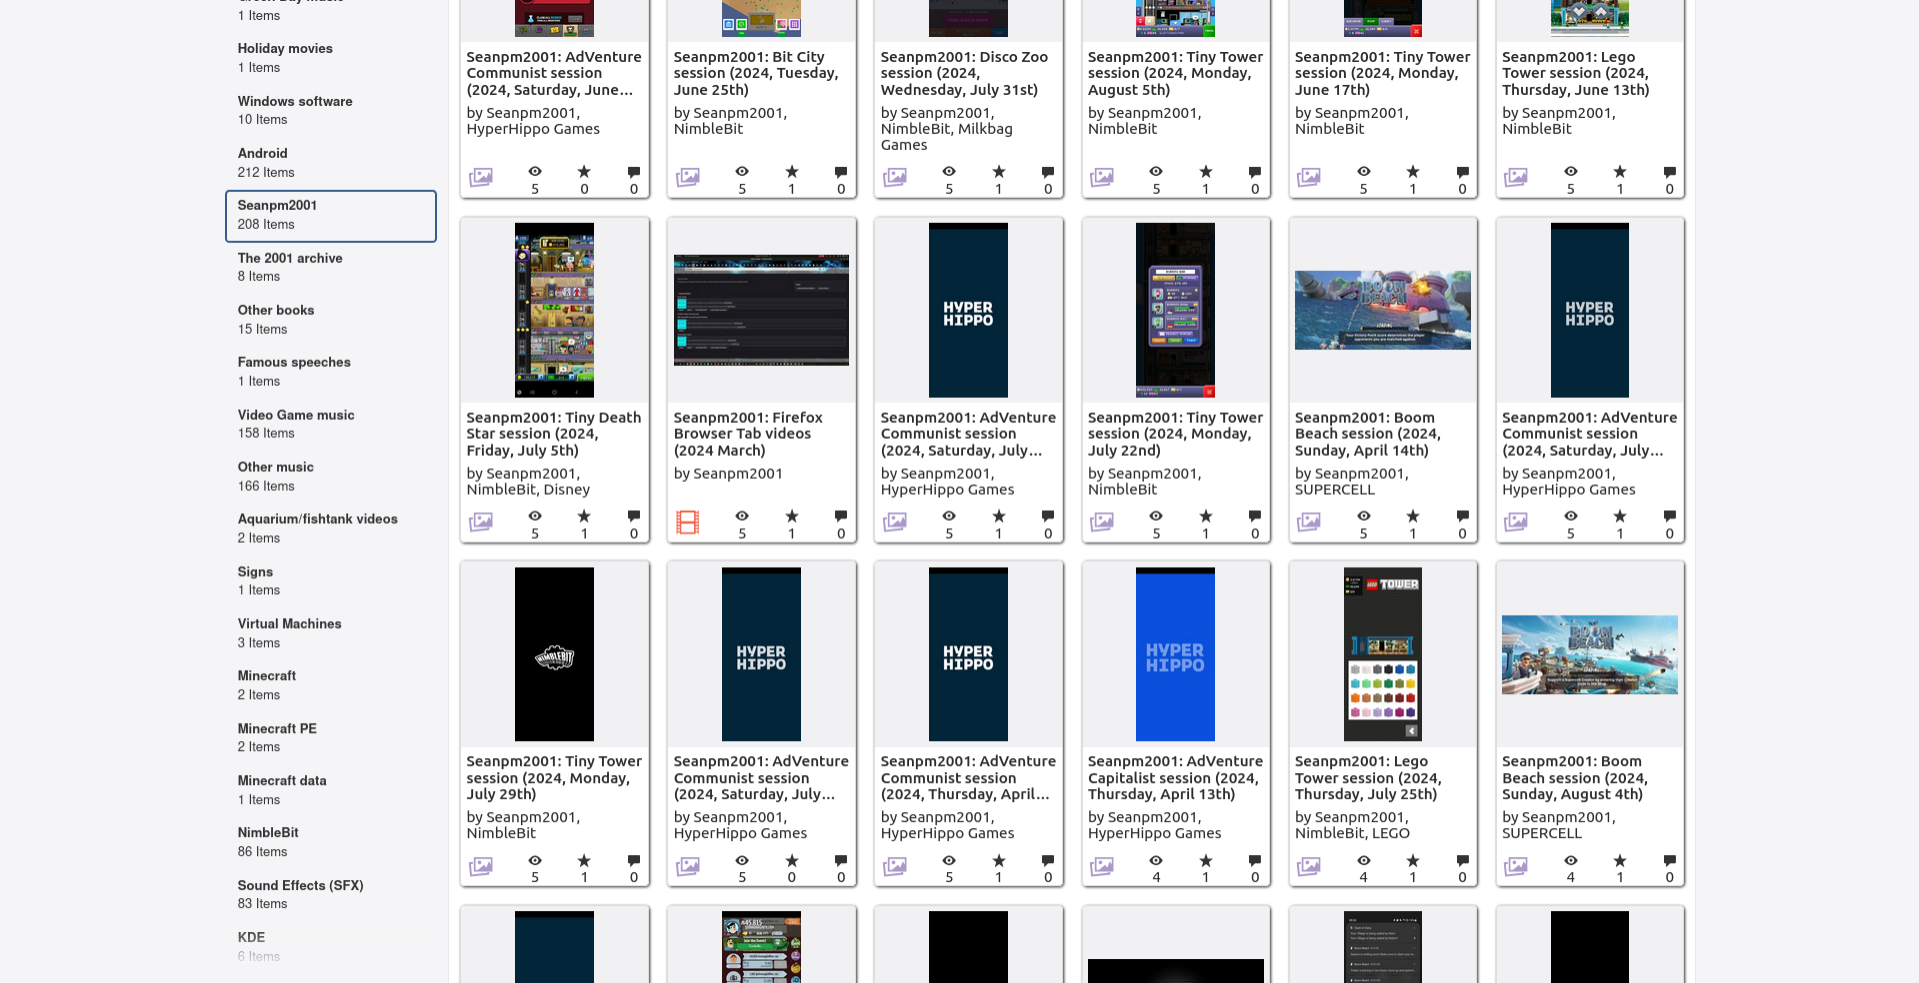 1 Items
Holiday movies
1 Items
Windows software
10 Items
Android
212 Items
Seanpm2001
208 Items
The 2001 archive
8 Items
Other books
15 Items
Famous speeches
1 Items
Video Game music
158 Items
Other music
166 Items
Aquarium/fishtank videos
2 Items
Signs
1 Items
Virtual Machines
3 Items
Minecraft
2 Items
Minecraft PE
2 Items
Minecraft data
1 Items
NimbleBit
86 Items
Sound Effects (SFX)
83 Items
KDE
6 Items
Seanpm2001: AdVenture
Communist session
(2024, Saturday, June...
by Seanpm2001,
HyperHippo Games
5 0 0
Seanpm2001: Bit City
session (2024, Tuesday,
June 25th)
by Seanpm2001,
NimbleBit
5 1 0
Seanpm2001: Disco Zoo
session (2024,
Wednesday, July 31st)
by Seanpm2001,
NimbleBit, Milkbag
Games
5 1 0
Seanpm2001: Tiny Tower
session (2024, Monday,
August 5th)
by Seanpm2001,
NimbleBit
5 1 0
Seanpm2001: Tiny Tower
session (2024, Monday,
June 17th)
by Seanpm2001,
NimbleBit
5 1 0
Seanpm2001: Lego
Tower session (2024,
Thursday, June 13th)
by Seanpm2001,
NimbleBit
5 1 0
Seanpm2001: Tiny Death
Star session (2024,
Friday, July 5th)
by Seanpm2001,
NimbleBit, Disney
5 1 0
Seanpm2001: Firefox
Browser Tab videos
(2024 March)
by Seanpm2001
5 1 0
HYPER
HIPPO
Seanpm2001: AdVenture
Communist session
(2024, Saturday, July...
by Seanpm2001,
HyperHippo Games
5 1 0
Seanpm2001: Tiny Tower
session (2024, Monday,
July 22nd)
by Seanpm2001,
NimbleBit
5 1 0
BOOM
BEACH
Seanpm2001: Boom
Beach session (2024,
Sunday, April 14th)
by Seanpm2001,
SUPERCELL
5 1 0
HYPER
HIPPO
Seanpm2001: AdVenture
Communist session
(2024, Saturday, July...
by Seanpm2001,
HyperHippo Games
5 1 0
NIMBLEBIT
Seanpm2001: Tiny Tower
session (2024, Monday,
July 29th)
by Seanpm2001,
NimbleBit
5 1 0
HYPER
HIPPO
Seanpm2001: AdVenture
Communist session
(2024, Saturday, July...
by Seanpm2001,
HyperHippo Games
5 0 0
HYPER
HIPPO
Seanpm2001: AdVenture
Communist session
(2024, Thursday, April...
by Seanpm2001,
HyperHippo Games
5 1 0
HYPER
HIPPO
Seanpm2001: AdVenture
Capitalist session (2024,
Thursday, April 13th)
by Seanpm2001,
HyperHippo Games
4 1 0
LEGO TOWER
Seanpm2001: Lego
Tower session (2024,
Thursday, July 25th)
by Seanpm2001,
NimbleBit, LEGO
4 1 0
BOOM
BEACH
Seanpm2001: Boom
Beach session (2024,
Sunday, August 4th)
by Seanpm2001,
SUPERCELL
4 1 0